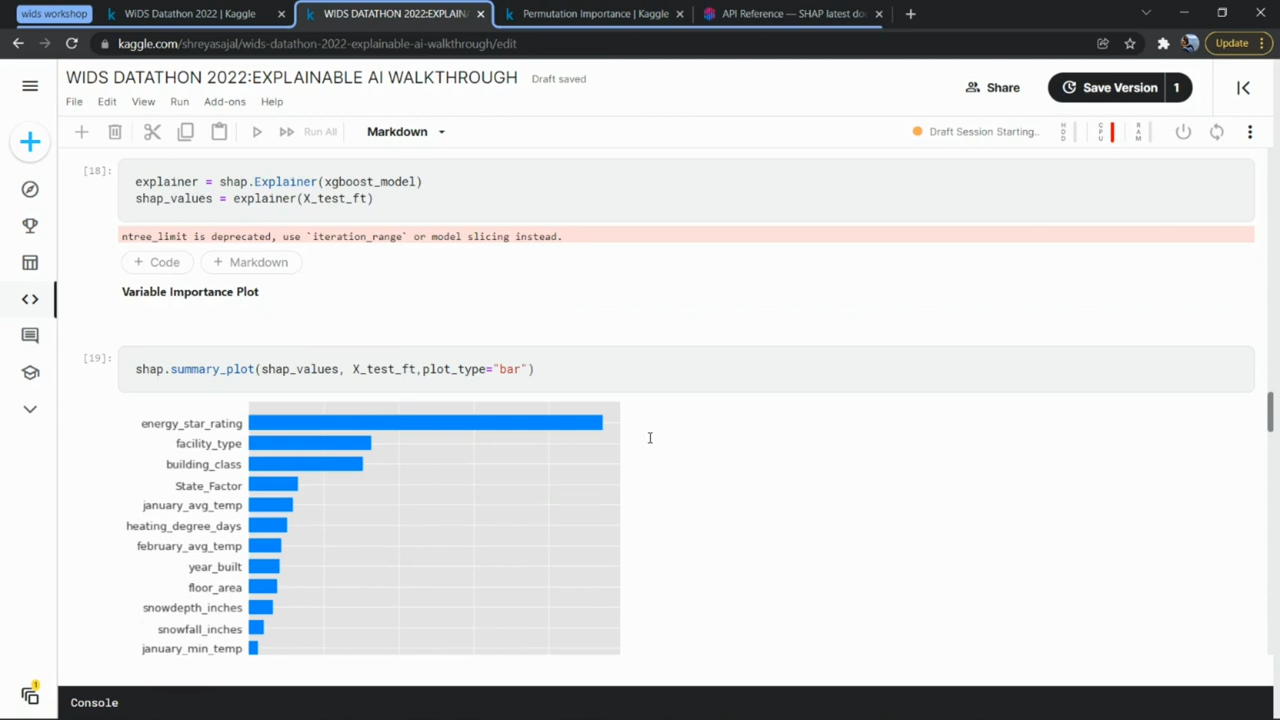 wids workshop
WiDS Datathon 2022 | Kaggle
WIDS DATATHON 2022:EXPLAINA
Permutation Importance | Kaggle
API Reference — SHAP latest do
kaggle.com/shreyasajal/wids-datathon-2022-explainable-ai-walkthrough/edit
Update
WIDS DATATHON 2022:EXPLAINABLE AI WALKTHROUGH
Draft saved
Share
Save Version
1
File
Edit
View
Run
Add-ons
Help
Run All
Markdown
Draft Session Starting..
HDD
CPU
RAM
[18]:
explainer = shap.Explainer(xgboost_model)
shap_values = explainer(X_test_ft)
ntree_limit is deprecated, use `iteration_range` or model slicing instead.
+ Code
+ Markdown
Variable Importance Plot
[19]:
shap.summary_plot(shap_values, X_test_ft,plot_type="bar")
energy_star_rating
facility_type
building_class
State_Factor
january_avg_temp
heating_degree_days
february_avg_temp
year_built
floor_area
snowdepth_inches
snowfall_inches
january_min_temp
1
Console